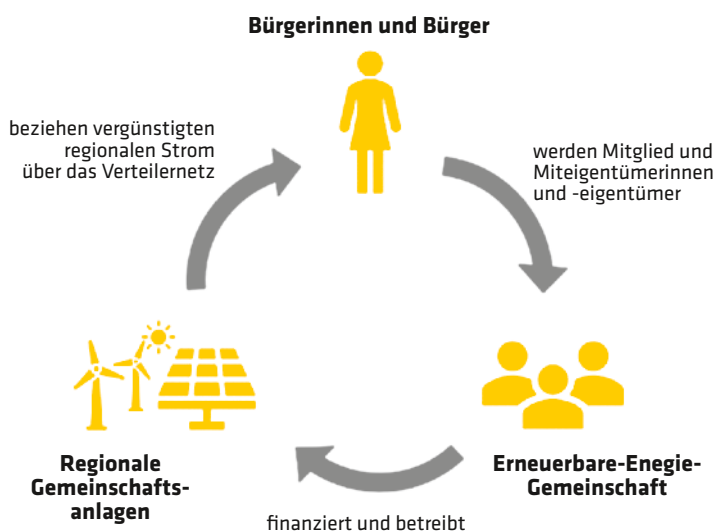 Bürgerinnen und Bürger
beziehen vergünstigten
regionalen Strom
über das Verteilernetz
werden Mitglied und
Miteigentümerinnen
und -eigentümer
Regionale
Gemeinschafts-
anlagen
Erneuerbare-Enegie-
Gemeinschaft
finanziert und betreibt